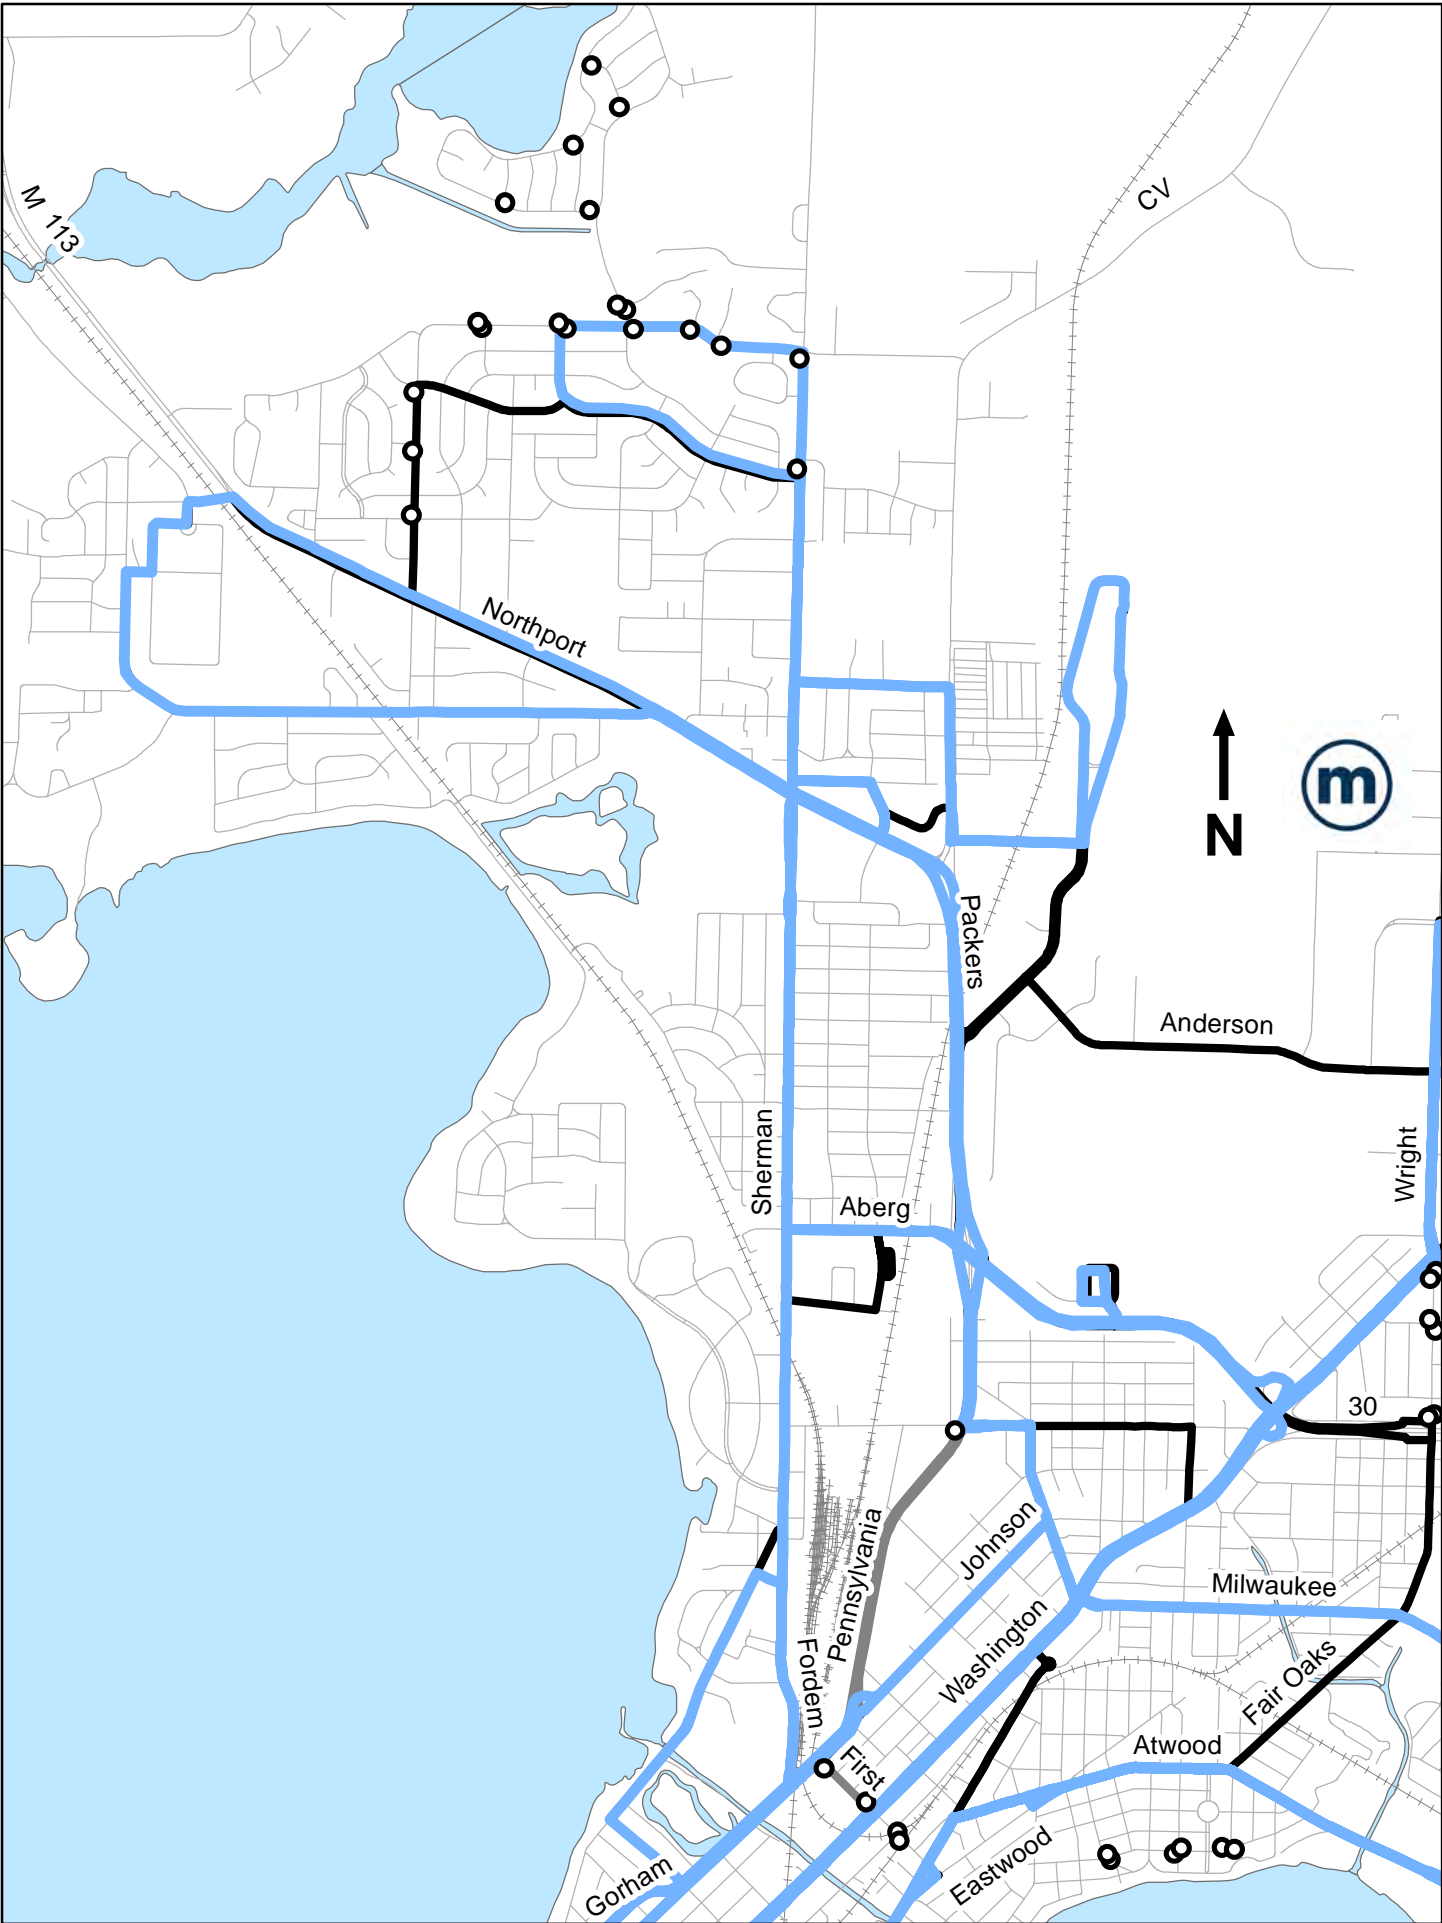 CV
M 113
Northport
m
N
Packers
Anderson
Sherman
Wright
Aberg
30
Pennsylvania
Johnson
Milwaukee
Washington
Fordem
Fair Oaks
Atwood
First
Eastwood
Gorham